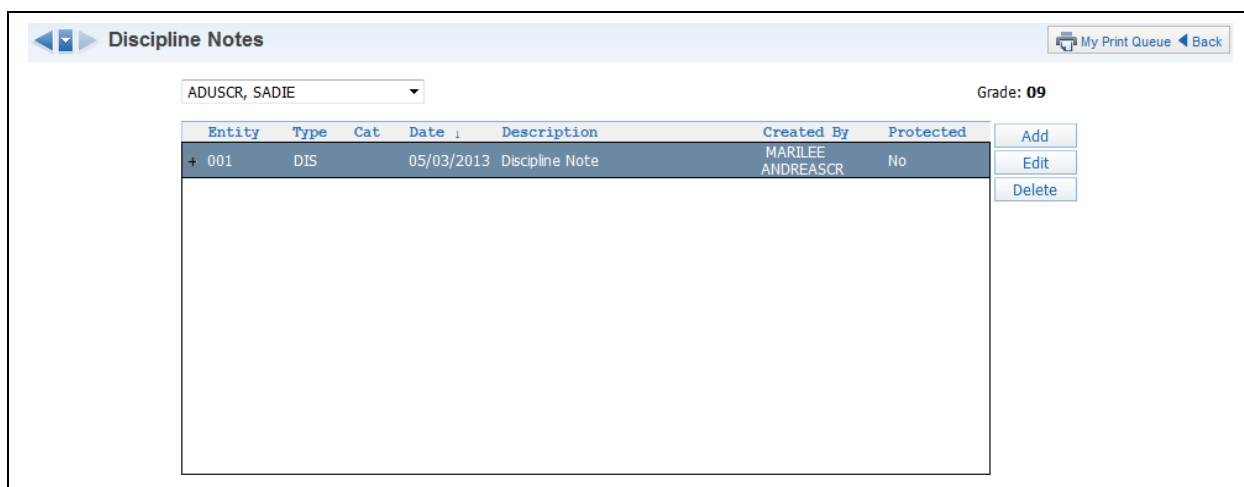 Discipline Notes
My Print Queue Back
ADUSCR, SADIE
Grade: 09
Entity Type Cat Date ↓ Description Created By Protected
Add
+ 001 DIS 05/03/2013 Discipline Note MARILEE ANDREASCR No
Edit
Delete